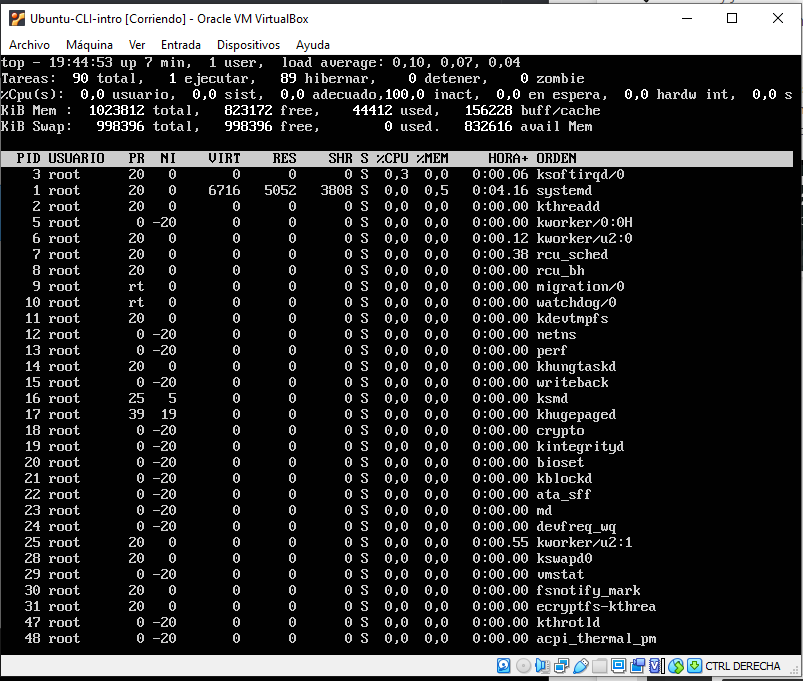 Ubuntu-CLI-intro [Corriendo] - Oracle VM VirtualBox
Archivo Máquina Ver Entrada Dispositivos Ayuda
top - 19:44:53 up 7 min, 1 user, load average: 0,10, 0,07, 0,04
Tareas: 90 total, 1 ejecutar, 89 hibernar, 0 detener, 0 zombie
%Cpu(s): 0,0 usuario, 0,0 sist, 0,0 adecuado,100,0 inact, 0,0 en espera, 0,0 hardw int, 0,0 s
KiB Mem : 1023812 total, 823172 free, 44412 used, 156228 buff/cache
KiB Swap: 998396 total, 998396 free, 0 used. 832616 avail Mem
PID USUARIO PR NI VIRT RES SHR S %CPU %MEM HORA+ ORDEN
3 root 20 0 0 0 0 S 0,3 0,0 0:00.06 ksoftirqd/0
1 root 20 0 6716 5052 3808 S 0,0 0,5 0:04.16 systemd
2 root 20 0 0 0 0 S 0,0 0,0 0:00.00 kthreadd
5 root 0 -20 0 0 0 S 0,0 0,0 0:00.00 kworker/0:0H
6 root 20 0 0 0 0 S 0,0 0,0 0:00.12 kworker/u2:0
7 root 20 0 0 0 0 S 0,0 0,0 0:00.38 rcu_sched
8 root 20 0 0 0 0 S 0,0 0,0 0:00.00 rcu_bh
9 root rt 0 0 0 0 S 0,0 0,0 0:00.00 migration/0
10 root rt 0 0 0 0 S 0,0 0,0 0:00.00 watchdog/0
11 root 20 0 0 0 0 S 0,0 0,0 0:00.00 kdevtmpfs
12 root 0 -20 0 0 0 S 0,0 0,0 0:00.00 netns
13 root 0 -20 0 0 0 S 0,0 0,0 0:00.00 perf
14 root 20 0 0 0 0 S 0,0 0,0 0:00.00 khungtaskd
15 root 0 -20 0 0 0 S 0,0 0,0 0:00.00 writeback
16 root 25 5 0 0 0 S 0,0 0,0 0:00.00 ksmd
17 root 39 19 0 0 0 S 0,0 0,0 0:00.00 khugepaged
18 root 0 -20 0 0 0 S 0,0 0,0 0:00.00 crypto
19 root 0 -20 0 0 0 S 0,0 0,0 0:00.00 kintegrityd
20 root 0 -20 0 0 0 S 0,0 0,0 0:00.00 bioset
21 root 0 -20 0 0 0 S 0,0 0,0 0:00.00 kblockd
22 root 0 -20 0 0 0 S 0,0 0,0 0:00.00 ata_sff
23 root 0 -20 0 0 0 S 0,0 0,0 0:00.00 md
24 root 0 -20 0 0 0 S 0,0 0,0 0:00.00 devfreq_wq
25 root 20 0 0 0 0 S 0,0 0,0 0:00.55 kworker/u2:1
28 root 20 0 0 0 0 S 0,0 0,0 0:00.00 kswapd0
29 root 0 -20 0 0 0 S 0,0 0,0 0:00.00 vmstat
30 root 20 0 0 0 0 S 0,0 0,0 0:00.00 fsnotify_mark
31 root 20 0 0 0 0 S 0,0 0,0 0:00.00 ecryptfs-kthrea
47 root 0 -20 0 0 0 S 0,0 0,0 0:00.00 kthrotld
48 root 0 -20 0 0 0 S 0,0 0,0 0:00.00 acpi_thermal_pm
CTRL DERECHA